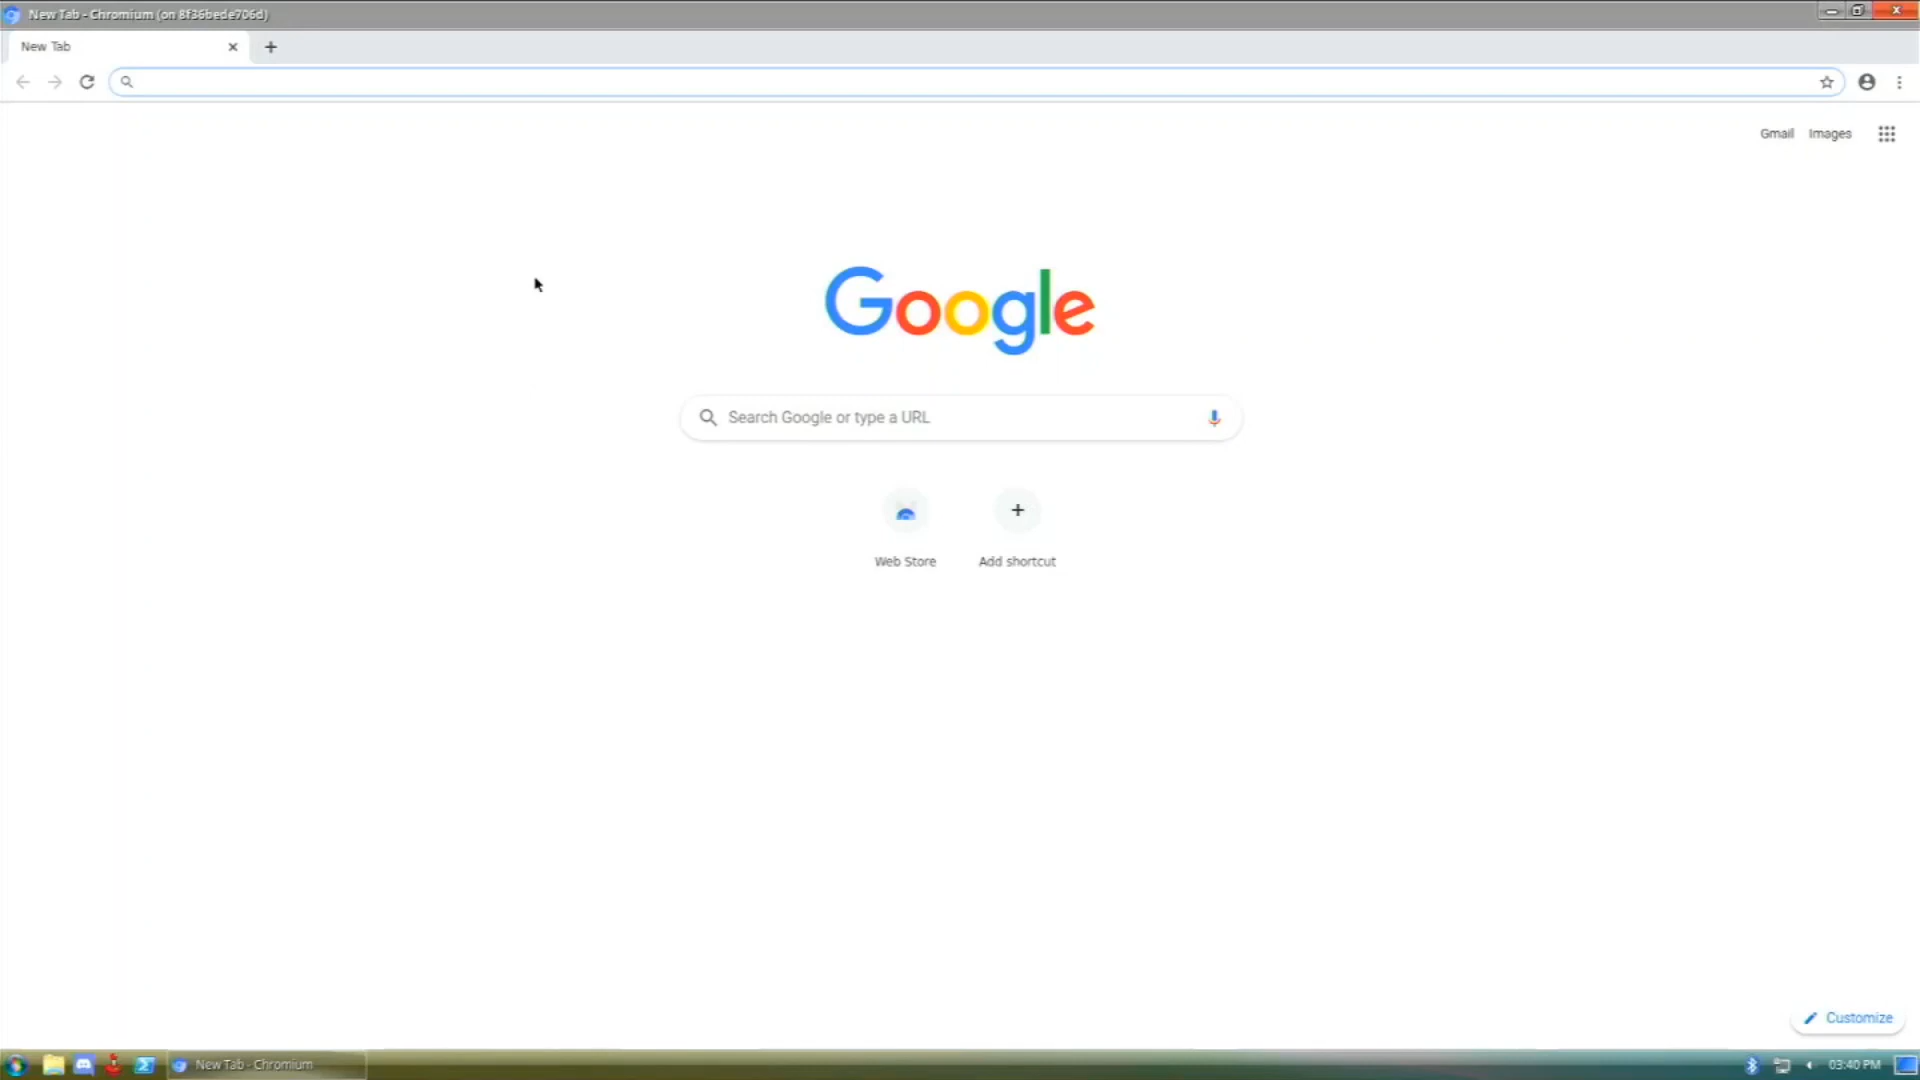 New Tab - Chromium (on 8f36bede706d)
New Tab
Gmail Images
Google
Search Google or type a URL
Web Store Add shortcut
Customize
New Tab - Chromium
03:40 PM